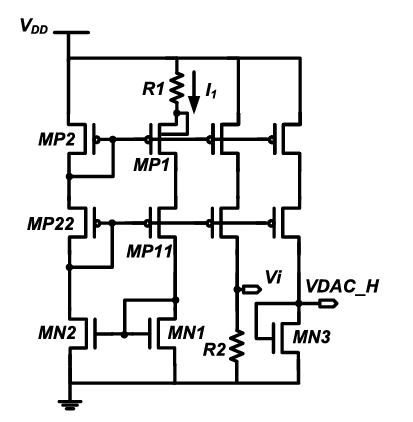 VDD
R1
I1
MP2
MP1
MP22
MP11
Vi
VDAC_H
MN2
MN1
R2
MN3